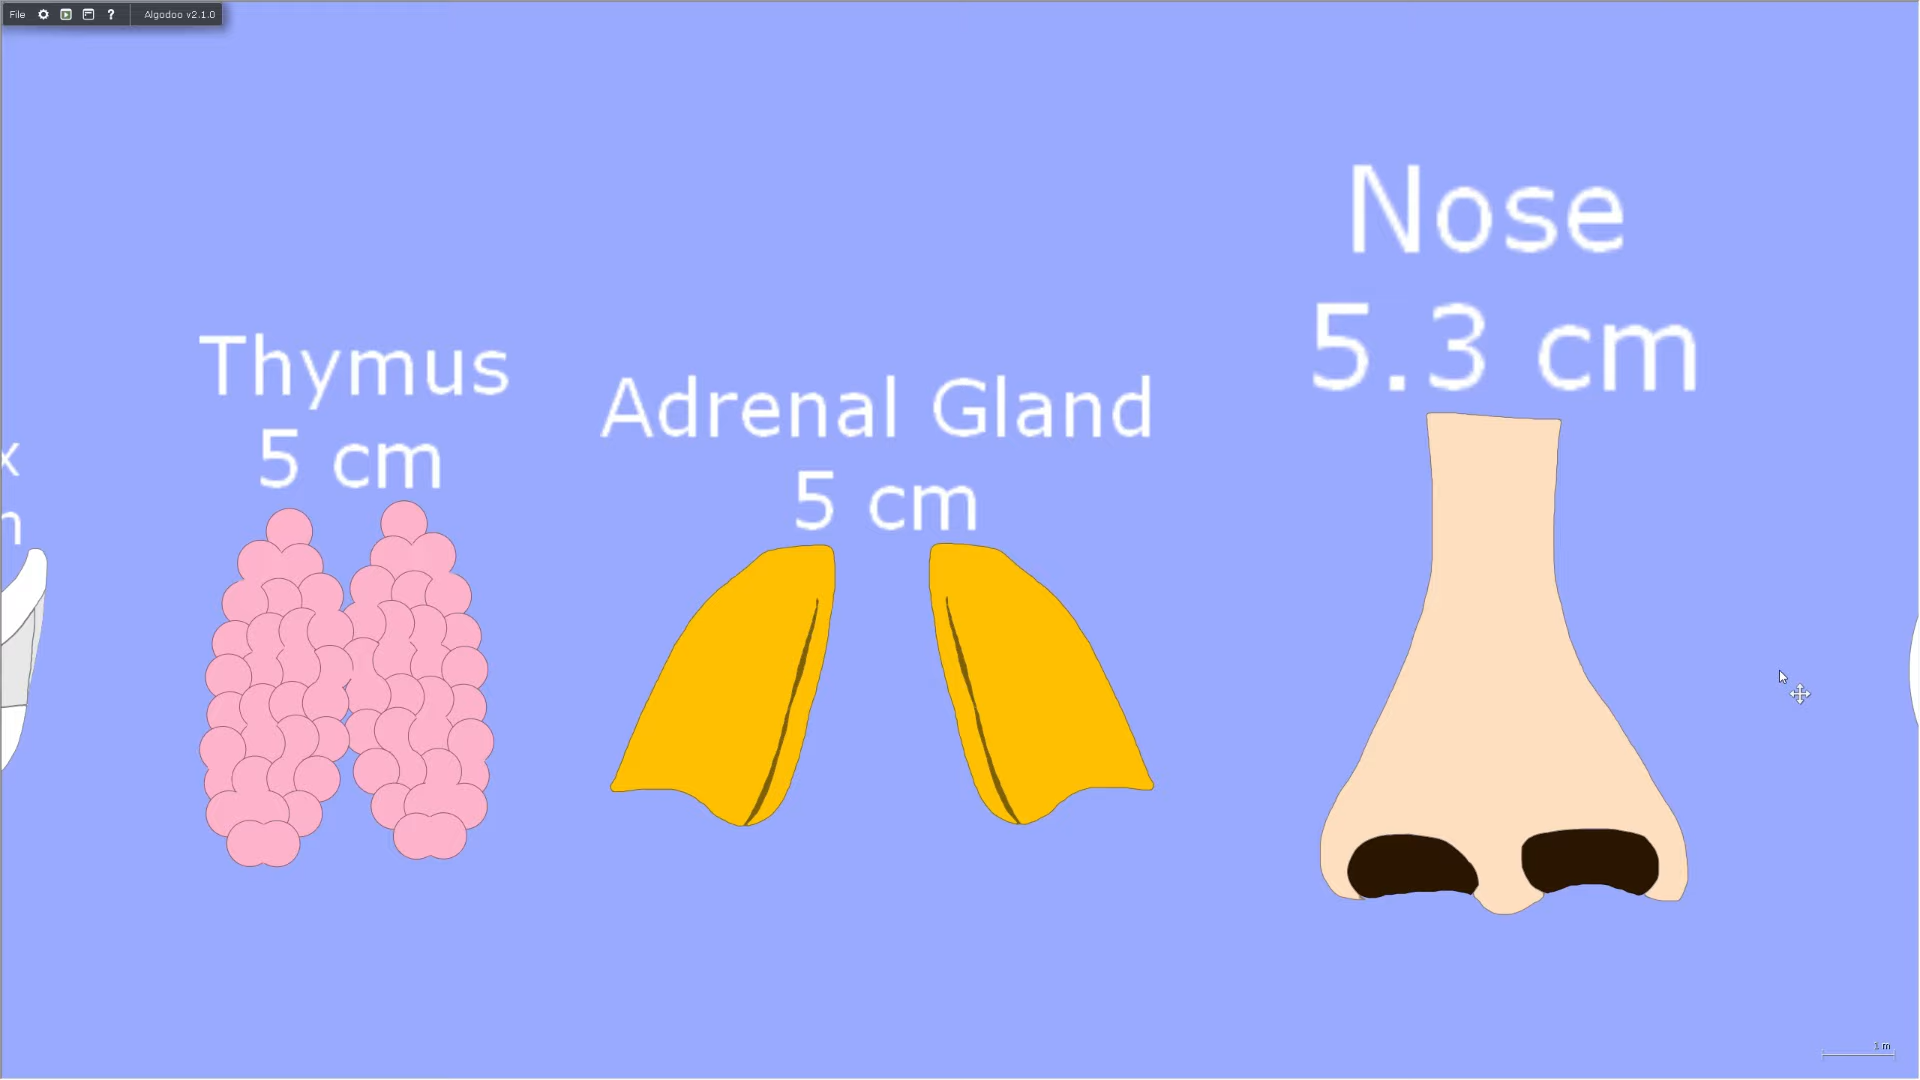 File ? Algodoo v2.1.0
Nose
5.3 cm
Thymus
5 cm
Adrenal Gland
5 cm
x
1 m